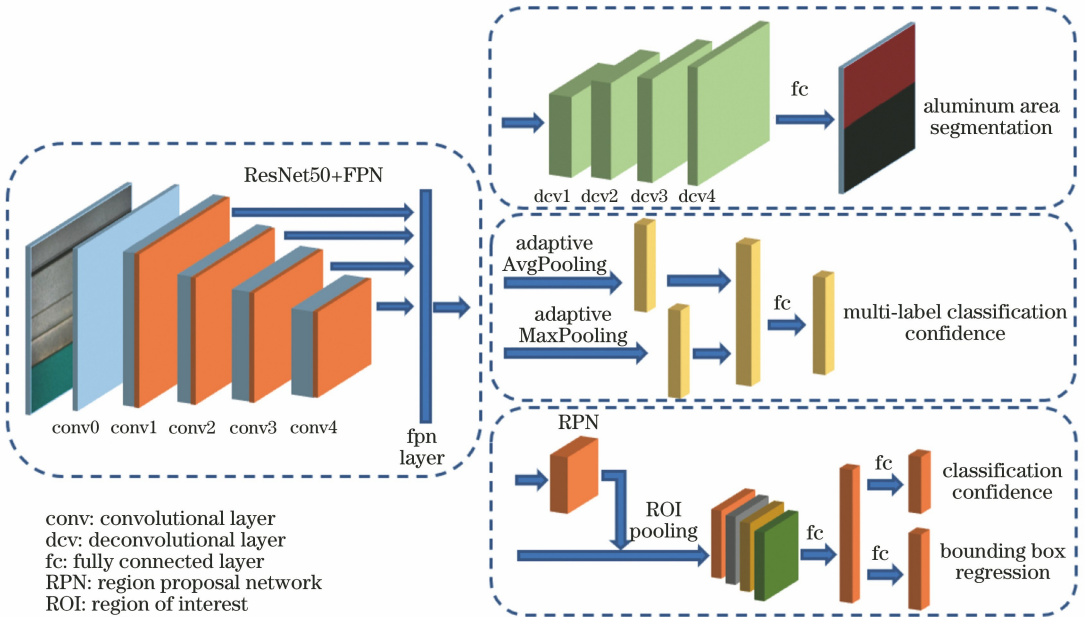 ResNet50+FPN
conv0
conv1
conv2
conv3
conv4
fpn
layer
dcv1
dcv2
dcv3
dcv4
fc
aluminum area
segmentation
adaptive
AvgPooling
adaptive
MaxPooling
fc
multi-label classification
confidence
RPN
ROI
pooling
fc
fc
classification
confidence
fc
bounding box
regression
conv: convolutional layer
dcv: deconvolutional layer
fc: fully connected layer
RPN: region proposal network
ROI: region of interest